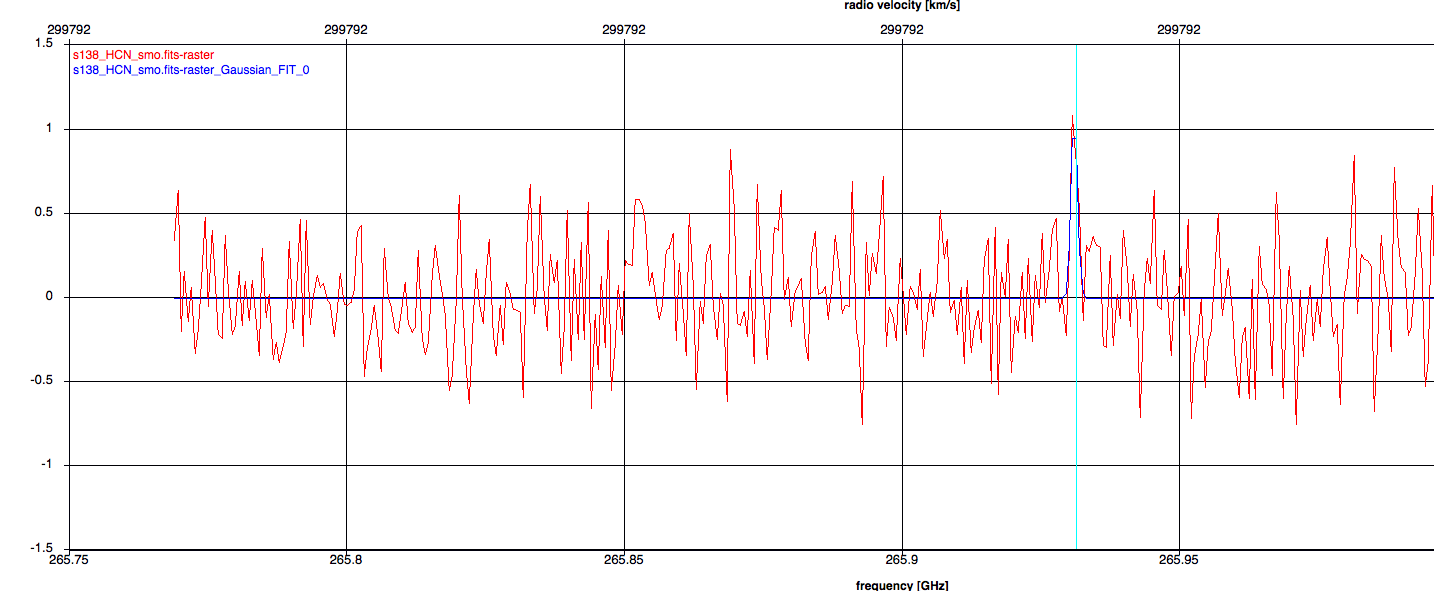 radio velocity [km/s]
299792 299792 299792 299792 299792
1.5
s138_HCN_smo.fits-raster
s138_HCN_smo.fits-raster_Gaussian_FIT_0
1
0.5
0
-0.5
-1
-1.5
265.75 265.8 265.85 265.9 265.95
frequency [GHz]